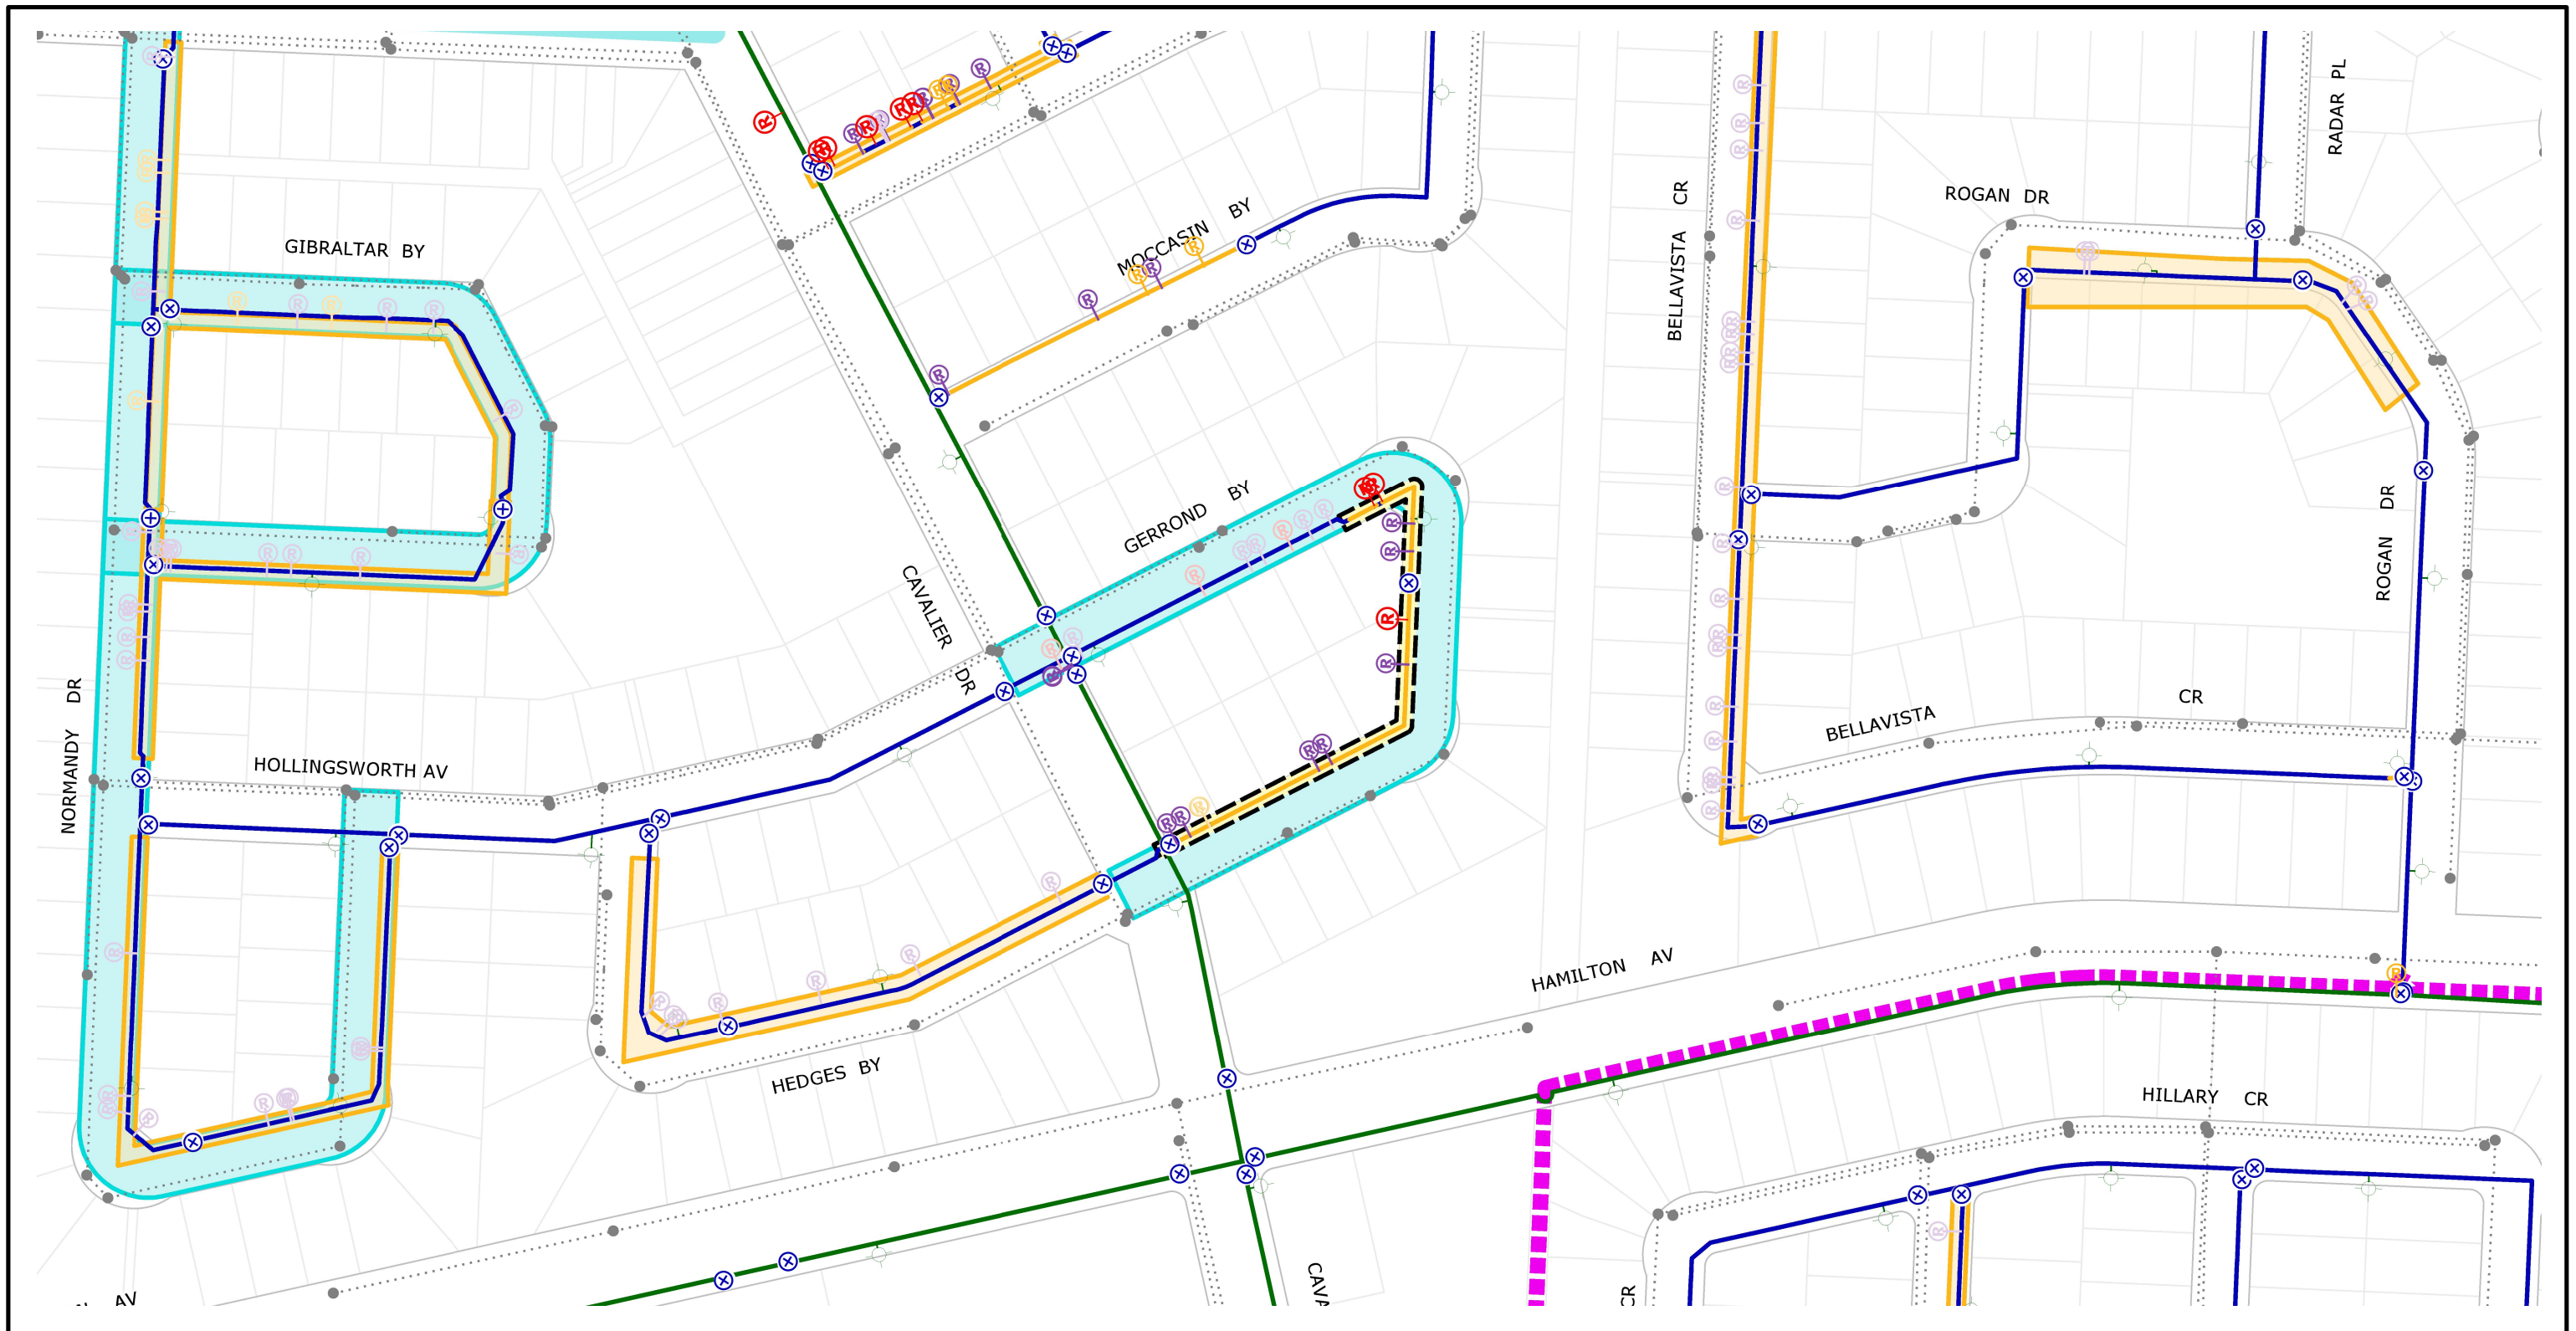 RADAR PL
ROGAN DR
BELLAVISTA CR
MOCCASIN BY
GIBRALTAR BY
GERROND BY
ROGAN DR
CAVALIER DR
BELLAVISTA CR
NORMANDY DR
HOLLINGSWORTH AV
HAMILTON AV
HEDGES BY
HILLARY CR
CR
AV
CAVA